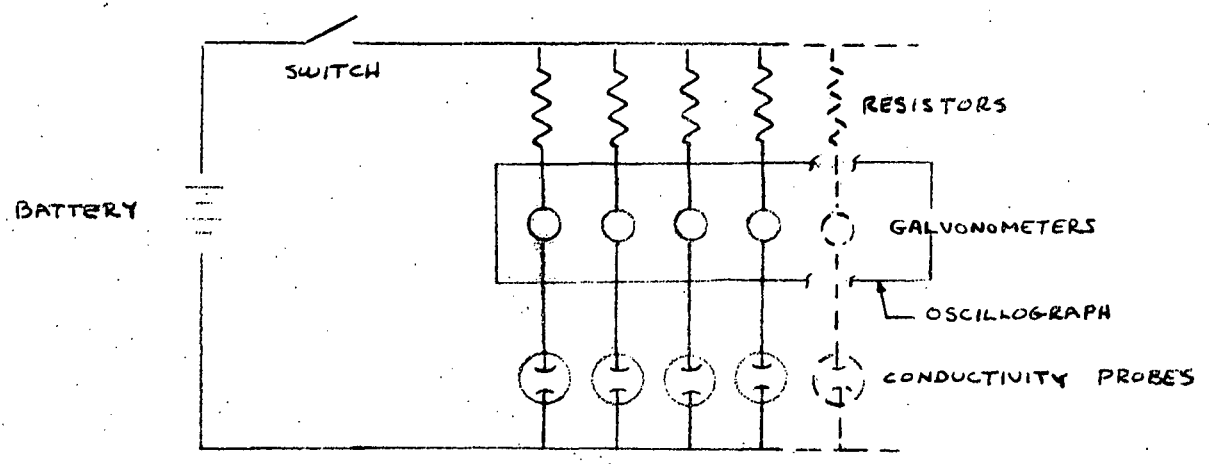 SWITCH
RESISTORS
BATTERY
GALVONOMETERS
OSCILLOGRAPH
CONDUCTIVITY PROBES